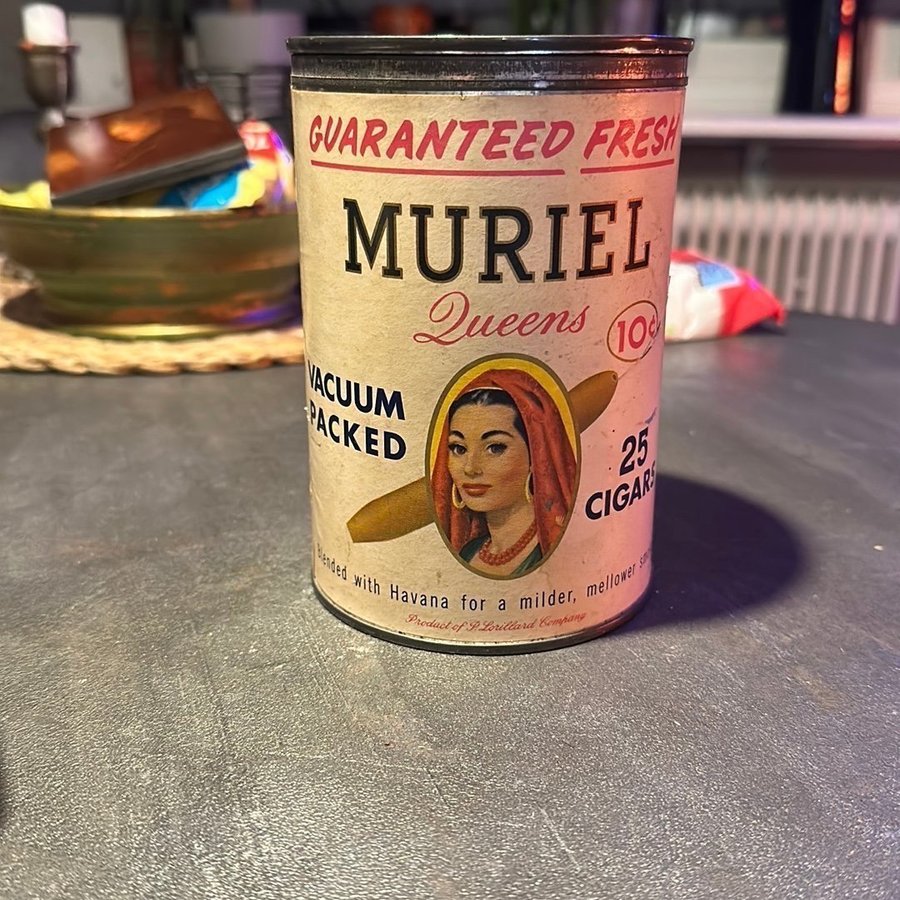 GUARANTEED FRESH
MURIEL
Queens
10¢
VACUUM
PACKED
25
CIGARS
Blended with Havana for a milder, mellower
Product of P. Lorillard Company